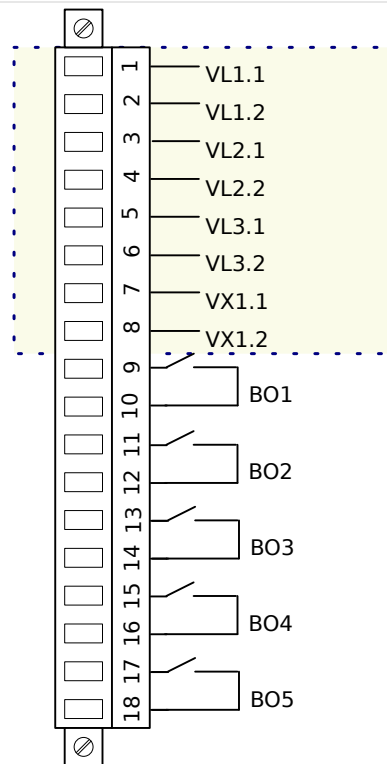 1 VL1.1
2 VL1.2
3 VL2.1
4 VL2.2
5 VL3.1
6 VL3.2
7 VX1.1
8 VX1.2
9
BO1
10
11
BO2
12
13
BO3
14
15
BO4
16
17
BO5
18